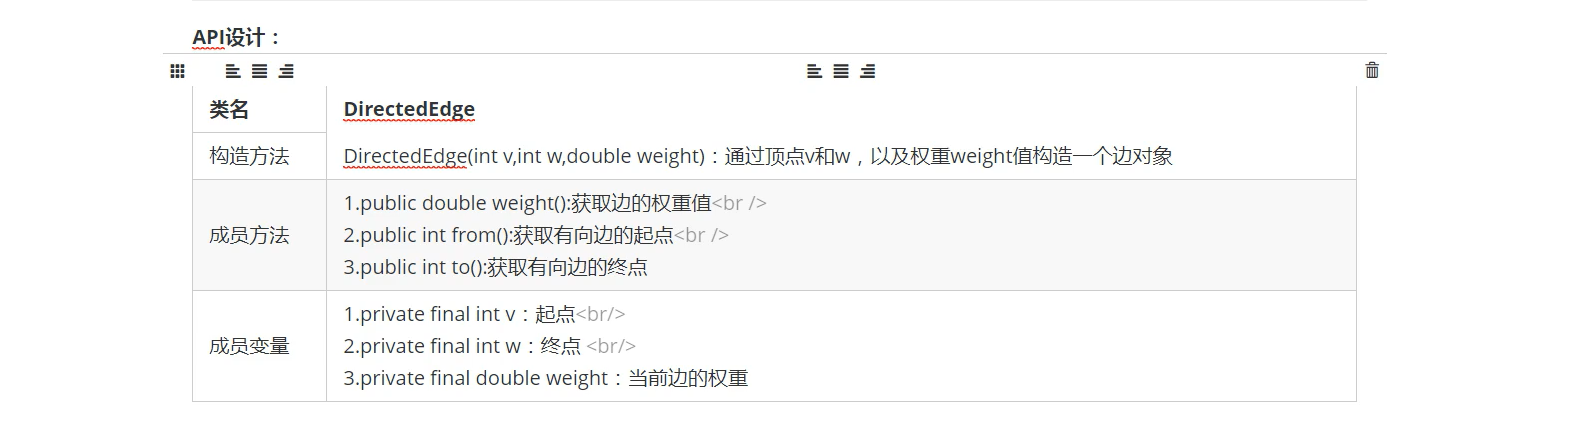 API设计：
类名
DirectedEdge
构造方法
DirectedEdge(int v,int w,double weight)：通过顶点v和w，以及权重weight值构造一个边对象
成员方法
1.public double weight():获取边的权重值<br />
2.public int from():获取有向边的起点<br />
3.public int to():获取有向边的终点
成员变量
1.private final int v：起点<br/>
2.private final int w：终点 <br/>
3.private final double weight：当前边的权重